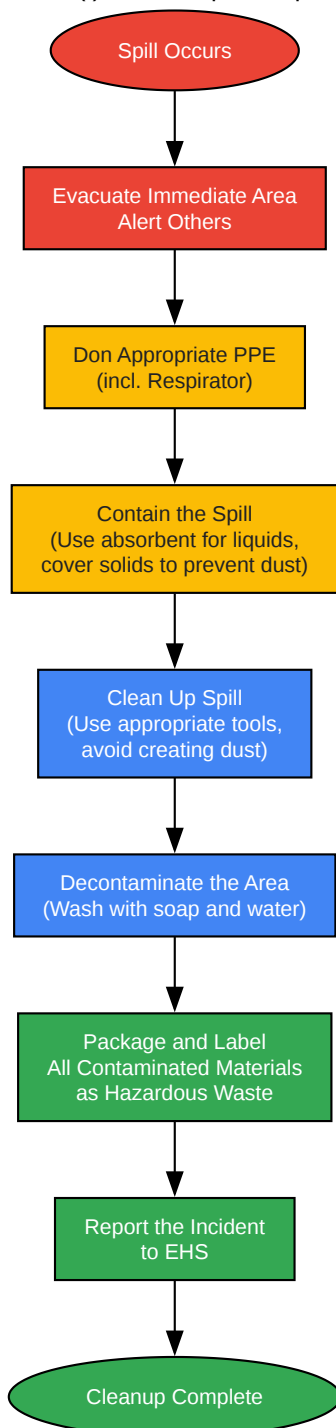 Spill Occurs
Evacuate Immediate Area
Alert Others
Don Appropriate PPE
(incl. Respirator)
Contain the Spill
(Use absorbent for liquids,
cover solids to prevent dust)
Clean Up Spill
(Use appropriate tools,
avoid creating dust)
Decontaminate the Area
(Wash with soap and water)
Package and Label
All Contaminated Materials
as Hazardous Waste
Report the Incident
to EHS
Cleanup Complete